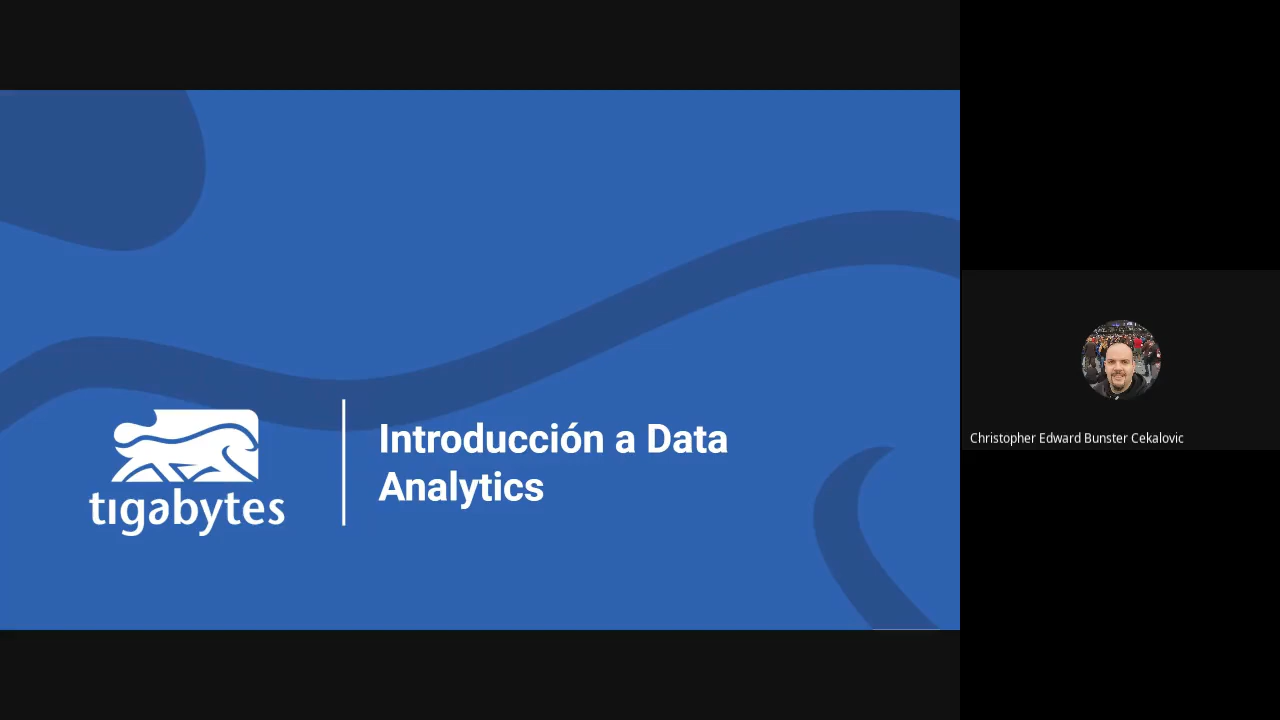 tigabytes
Introducción a Data
Analytics
Christopher Edward Bunster Cekalovic